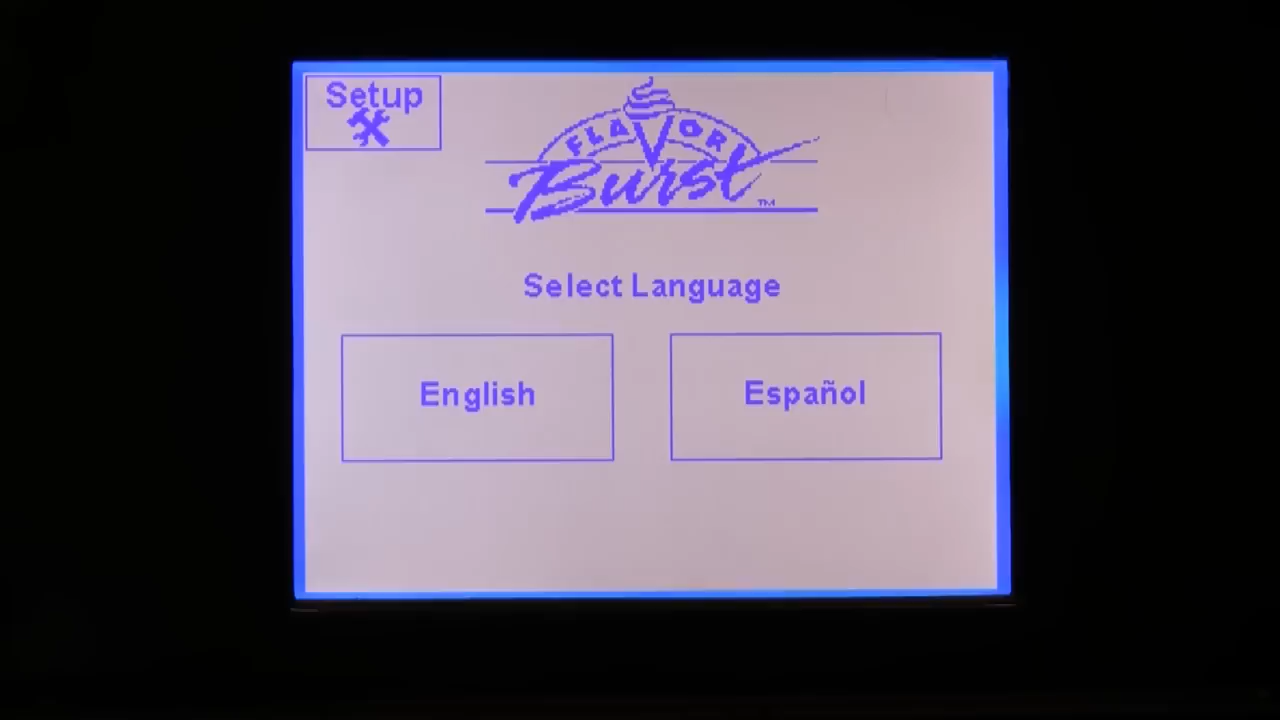 Setup
FLAVOR
Burst
TM
Select Language
English
Español